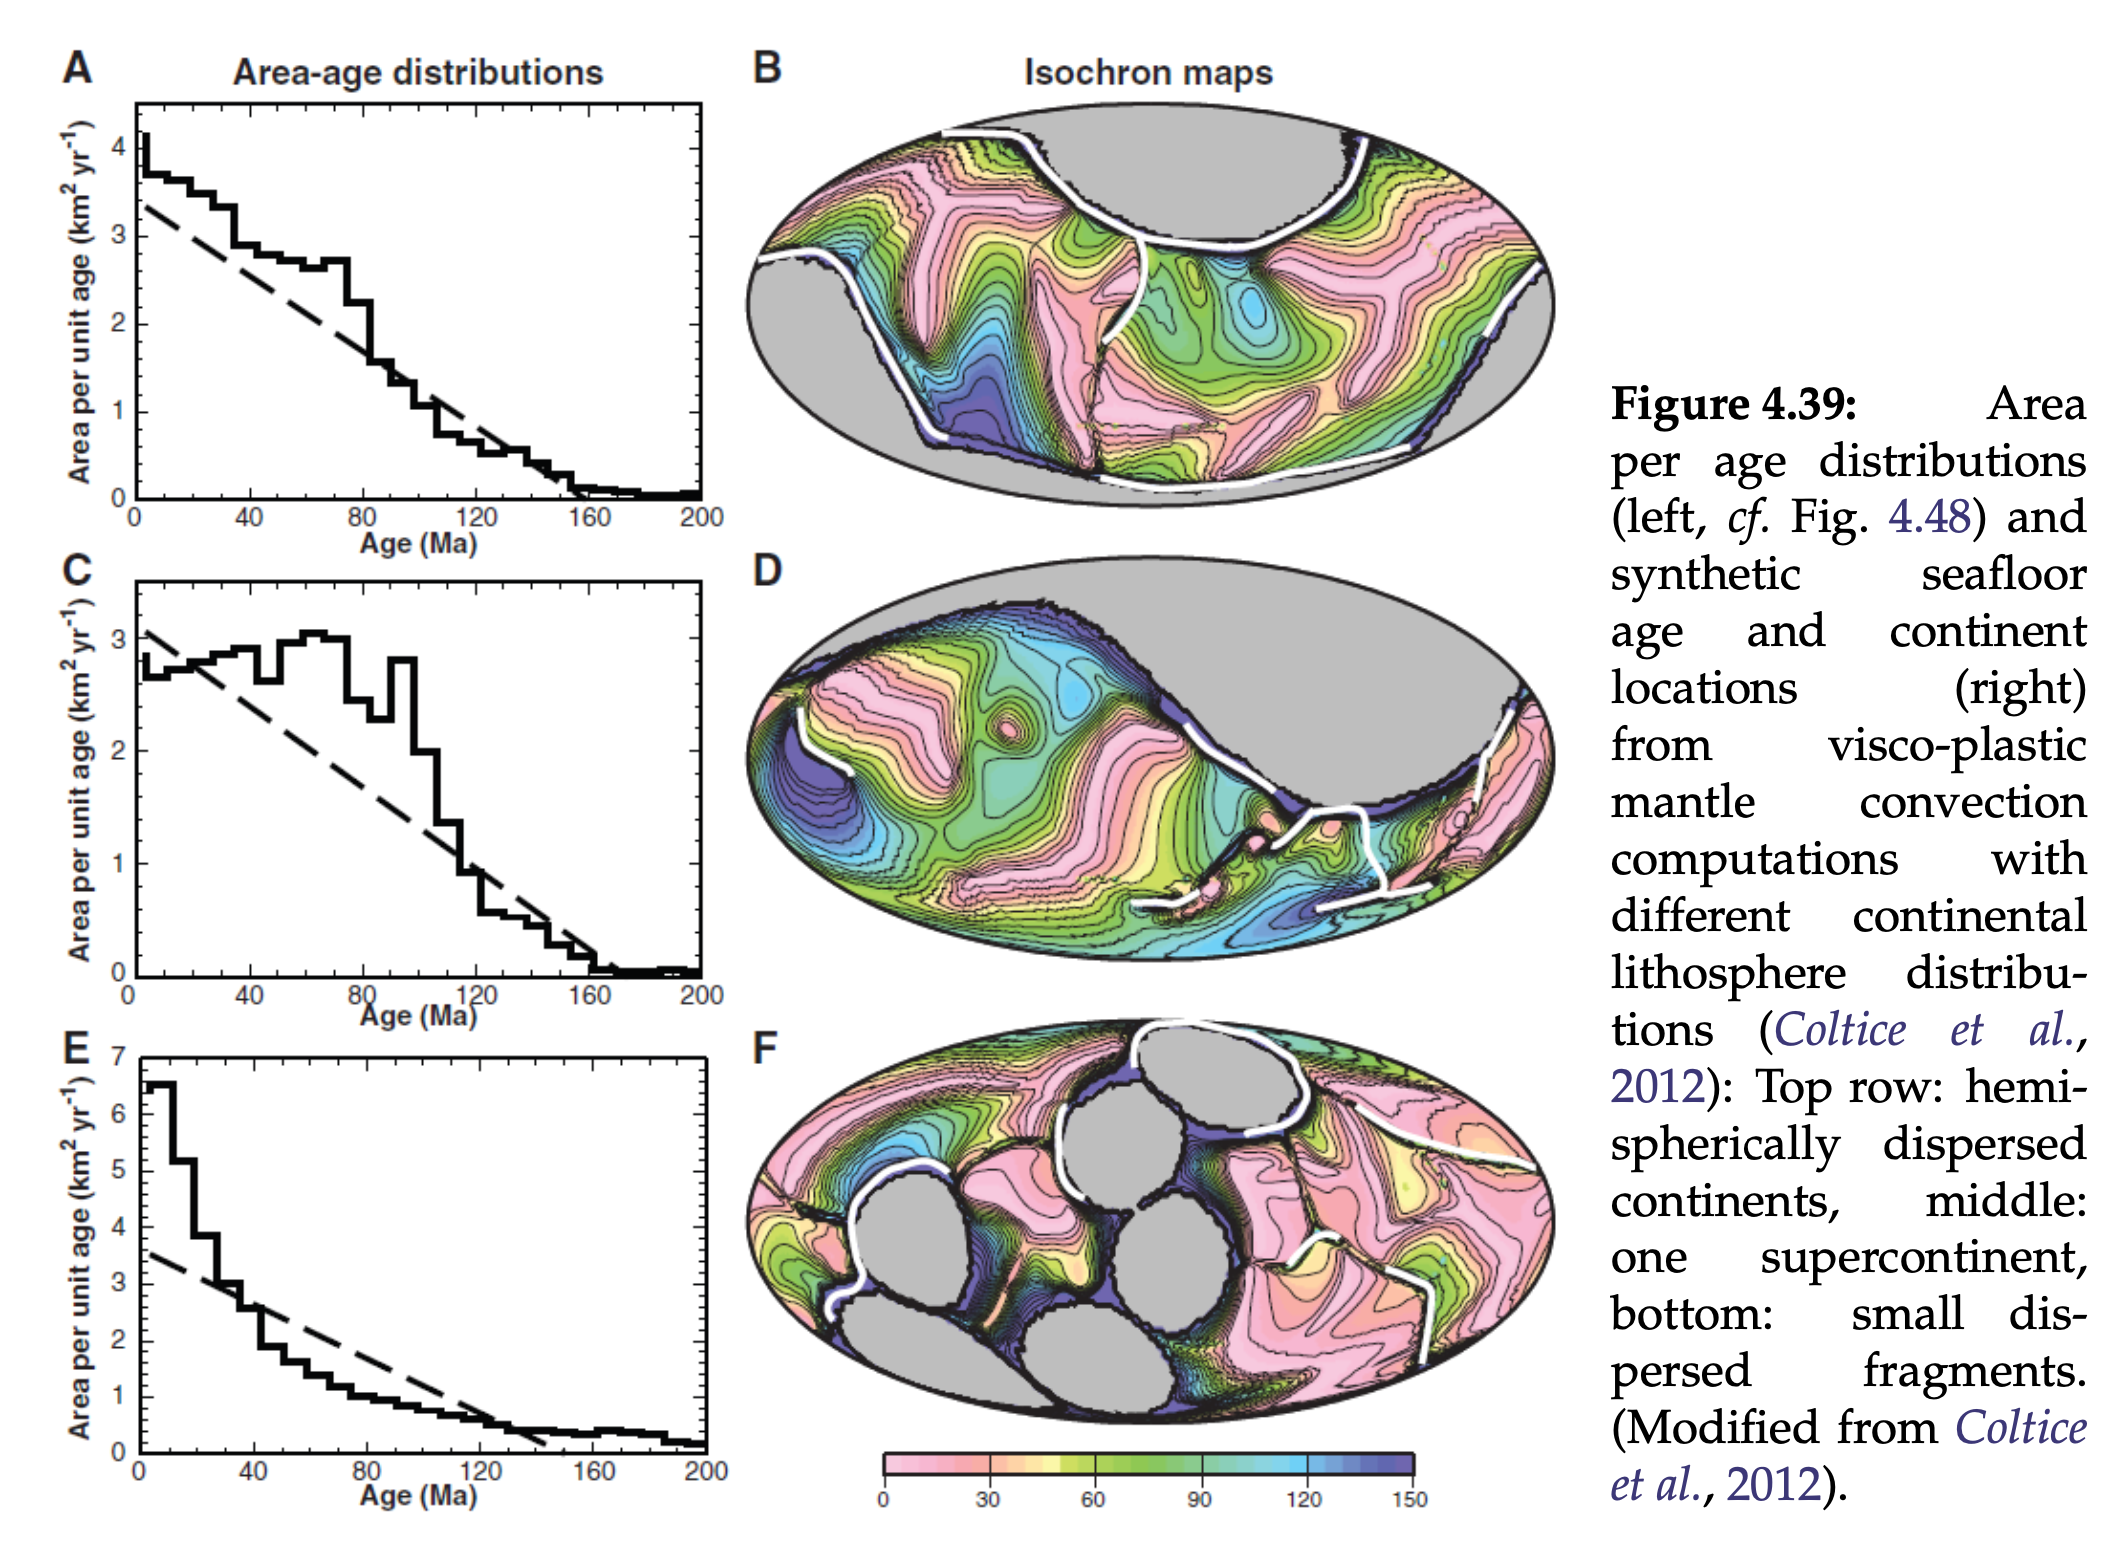 A
Area-age distributions
Area per unit age (km2 yr-1)
4
3
2
1
0
0 40 80 120 160 200
Age (Ma)
B
Isochron maps
C
Area per unit age (km2 yr-1)
3
2
1
0
0 40 80 120 160 200
Age (Ma)
D
E
Area per unit age (km2 yr-1)
7
6
5
4
3
2
1
0
0 40 80 120 160 200
Age (Ma)
F
0 30 60 90 120 150
Figure 4.39: Area
per age distributions
(left, cf. Fig. 4.48) and
synthetic seafloor
age and continent
locations (right)
from visco-plastic
mantle convection
computations with
different continental
lithosphere distribu-
tions (Coltice et al.,
2012): Top row: hemi-
spherically dispersed
continents, middle:
one supercontinent,
bottom: small dis-
persed fragments.
(Modified from Coltice
et al., 2012).